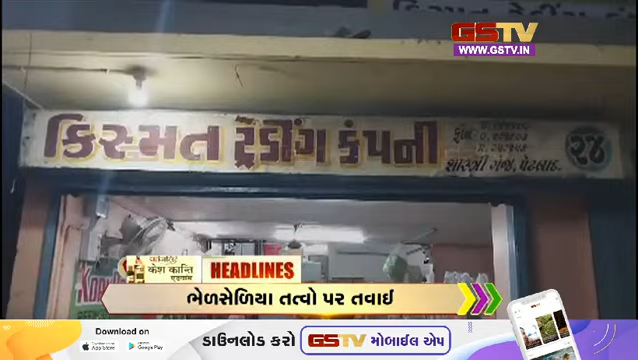 GSTV
WWW.GSTV.IN
કિસ્મત ટ્રેડીંગ કંપની
ફોન
૨૪
શાસ્ત્રી ગંજ, પેટલાદ.
केश कान्ति
HEADLINES
ભેળસેળિયા તત્વો પર તવાઈ
Download on
App Store
Google Play
ડાઉનલોડ કરો GSTV મોબાઈલ એપ